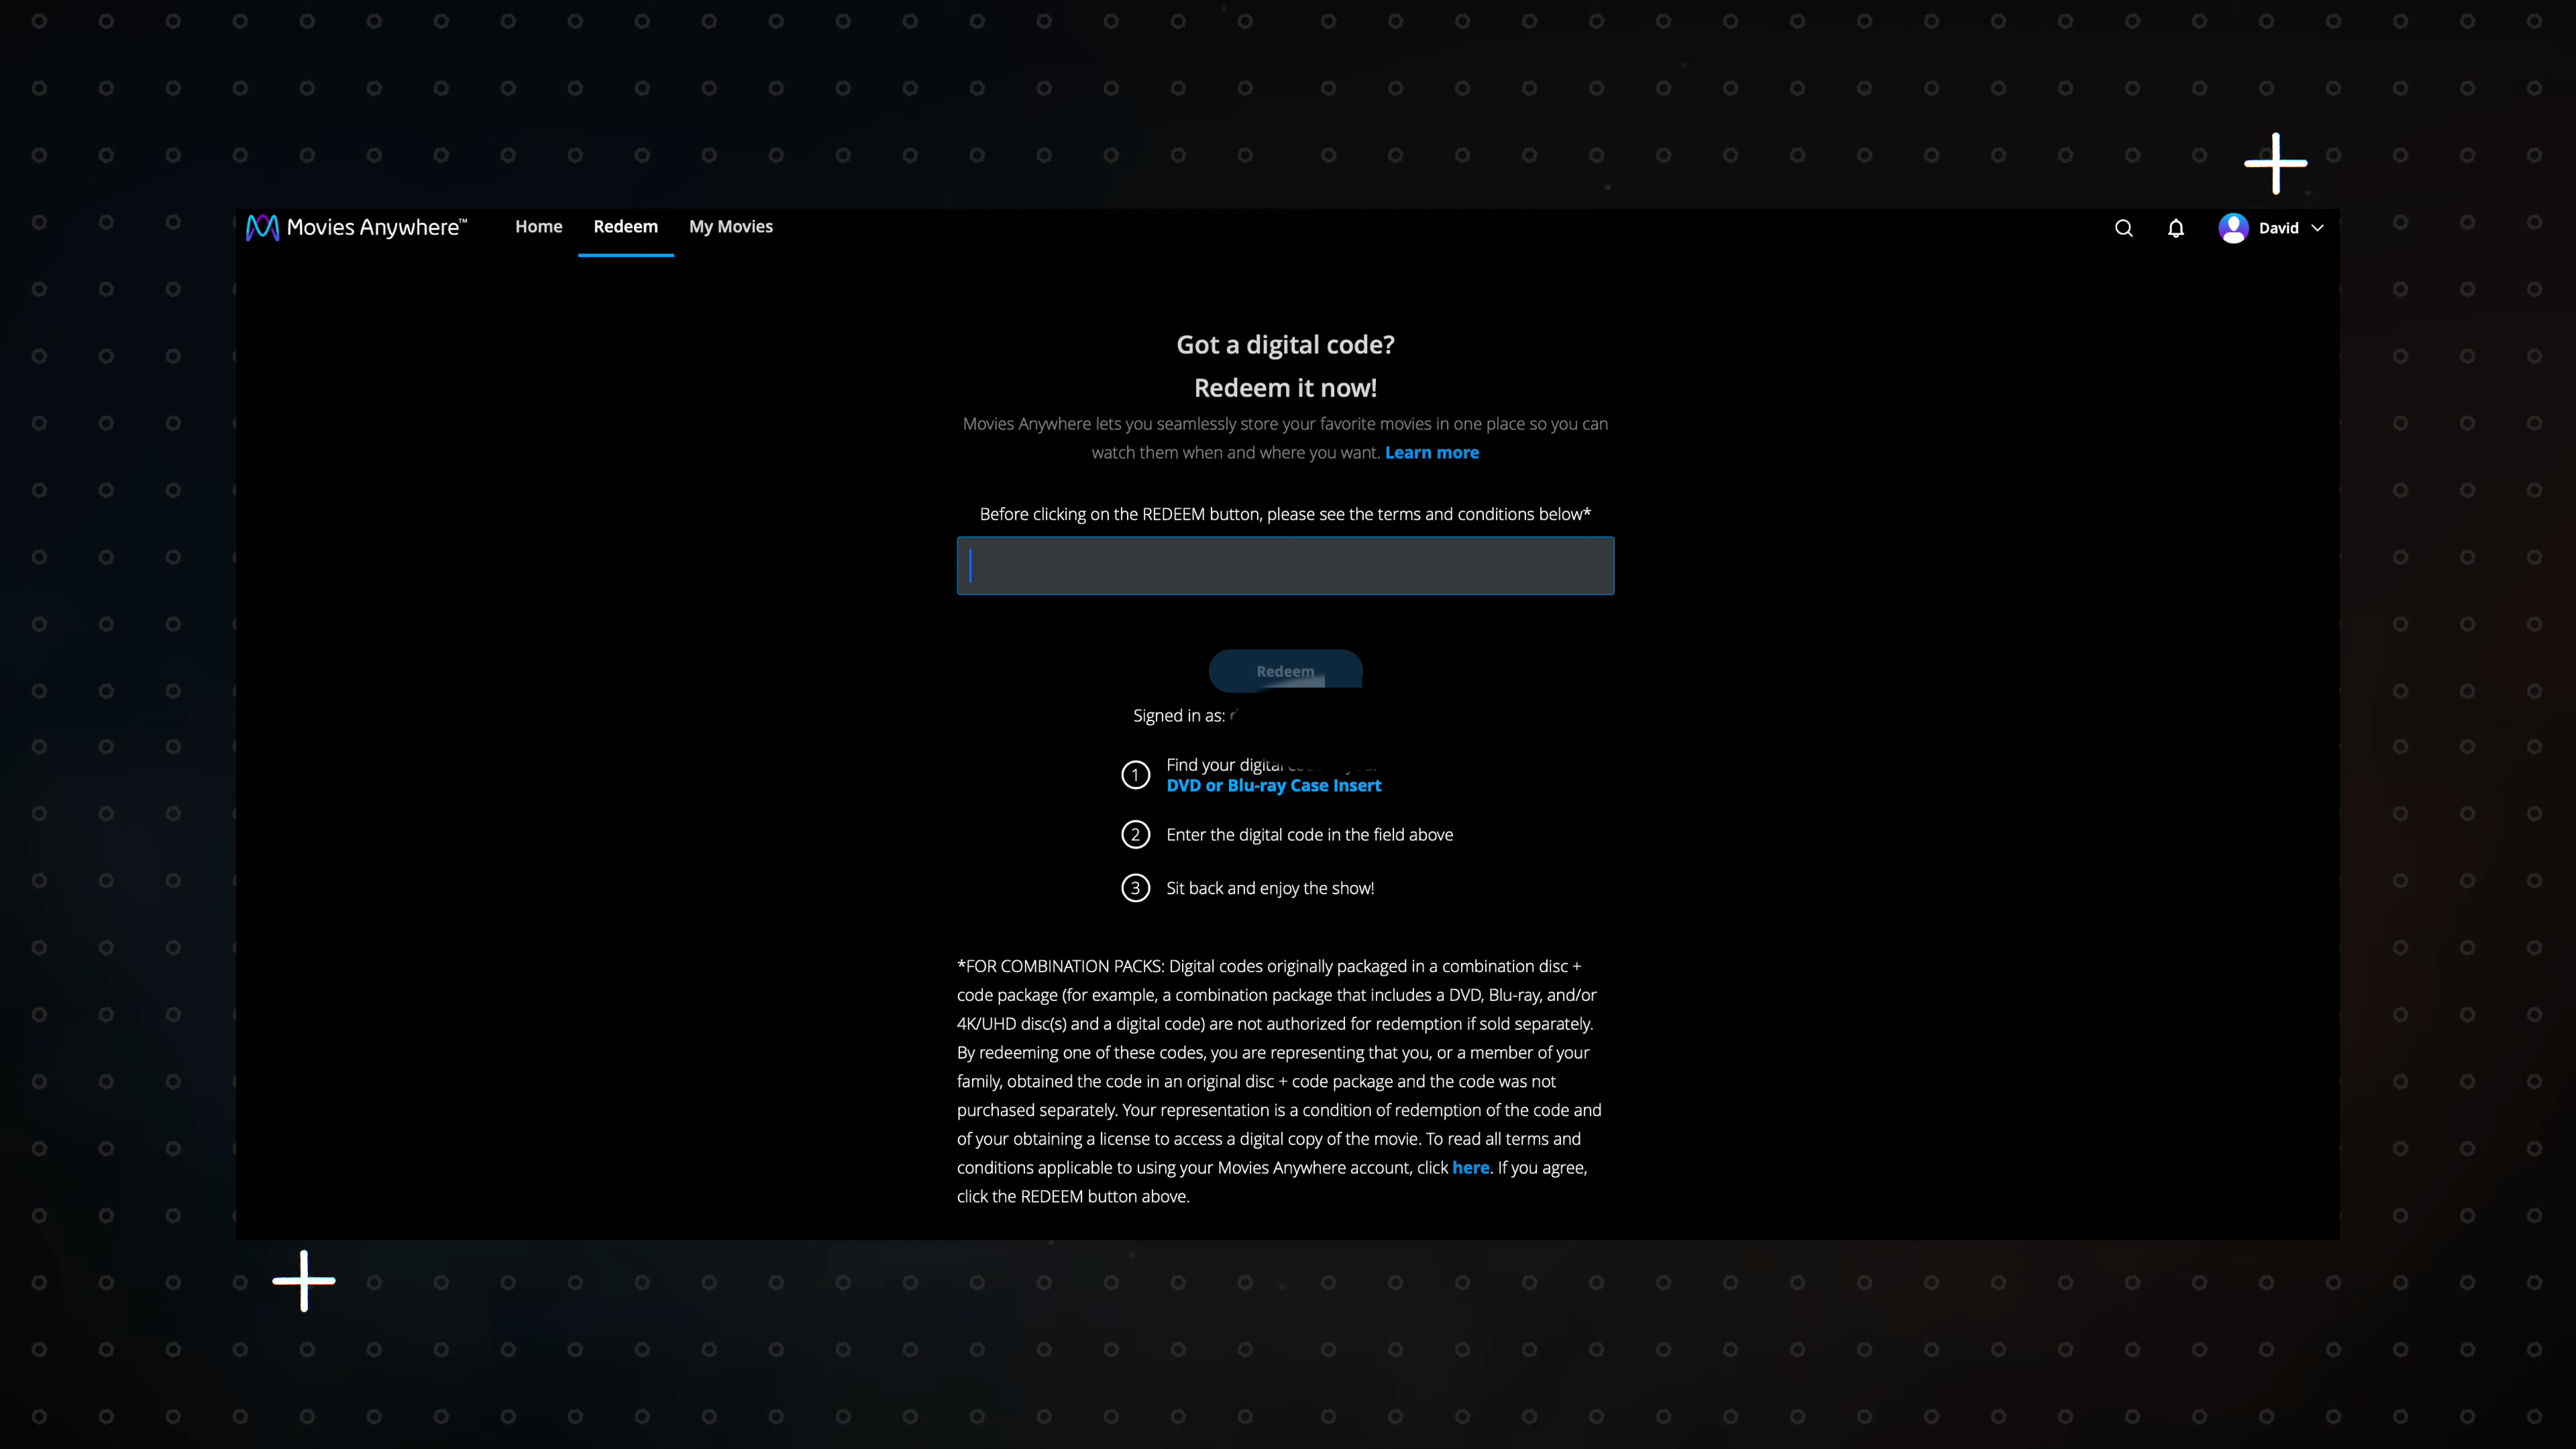 Movies Anywhere™ Home Redeem My Movies David
Got a digital code?
Redeem it now!
Movies Anywhere lets you seamlessly store your favorite movies in one place so you can
watch them when and where you want. Learn more
Before clicking on the REDEEM button, please see the terms and conditions below*
Redeem
Signed in as:
1 Find your digital
DVD or Blu-ray Case Insert
2 Enter the digital code in the field above
3 Sit back and enjoy the show!
*FOR COMBINATION PACKS: Digital codes originally packaged in a combination disc +
code package (for example, a combination package that includes a DVD, Blu-ray, and/or
4K/UHD disc(s) and a digital code) are not authorized for redemption if sold separately.
By redeeming one of these codes, you are representing that you, or a member of your
family, obtained the code in an original disc + code package and the code was not
purchased separately. Your representation is a condition of redemption of the code and
of your obtaining a license to access a digital copy of the movie. To read all terms and
conditions applicable to using your Movies Anywhere account, click here. If you agree,
click the REDEEM button above.